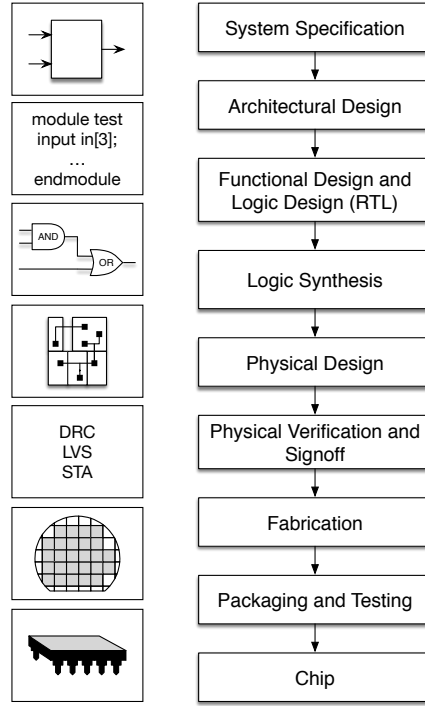 System Specification
Architectural Design
module test
input in[3];
...
endmodule
Functional Design and
Logic Design (RTL)
AND
OR
Logic Synthesis
Physical Design
DRC
LVS
STA
Physical Verification and
Signoff
Fabrication
Packaging and Testing
Chip